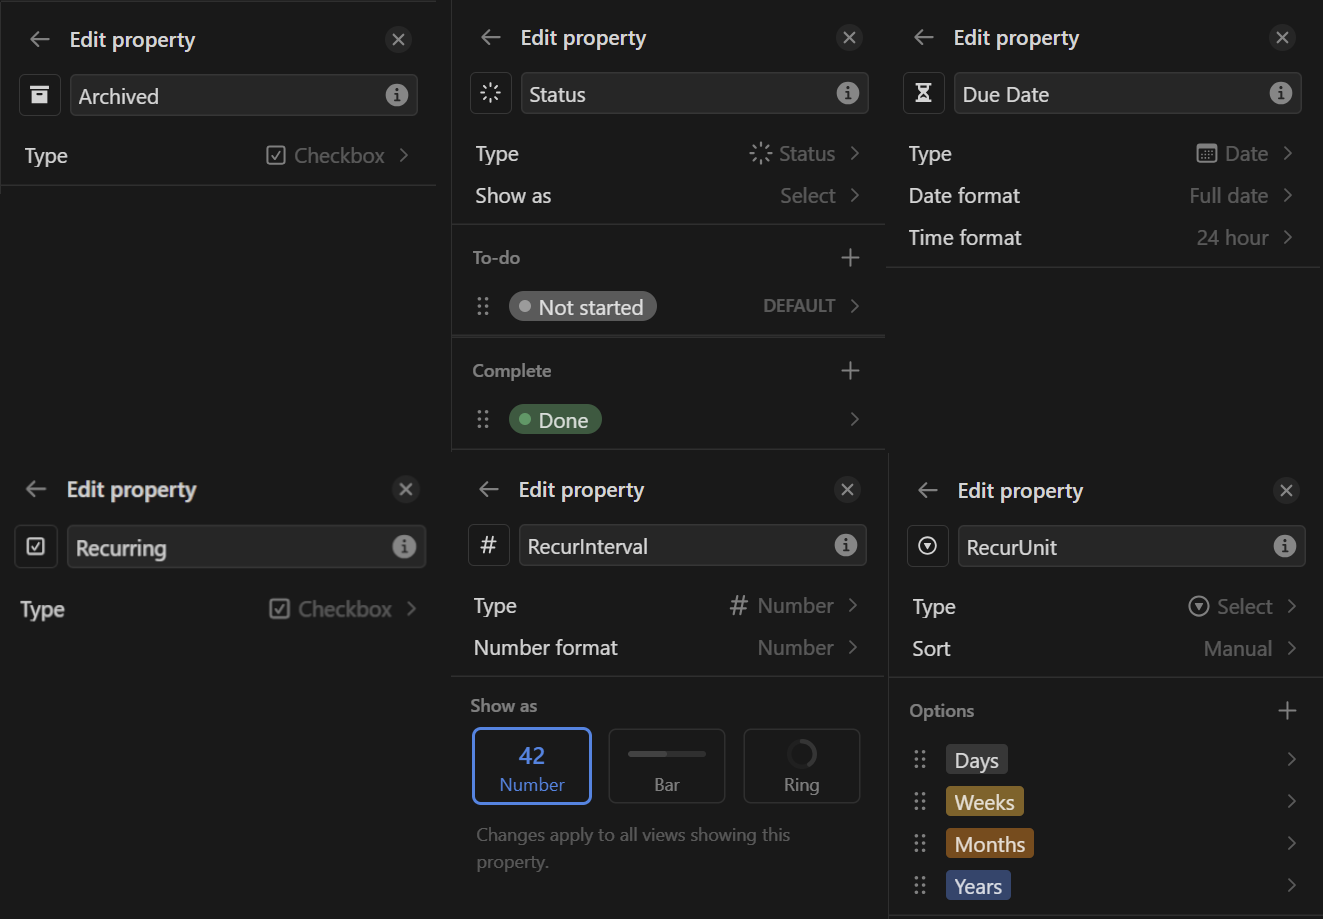 Edit property
Archived
Type Checkbox
Edit property
Status
Type Status
Show as Select
To-do
Not started DEFAULT
Complete
Done
Edit property
Due Date
Type Date
Date format Full date
Time format 24 hour
Edit property
Recurring
Type Checkbox
Edit property
RecurInterval
Type # Number
Number format Number
Show as
42
Number
Bar
Ring
Changes apply to all views showing this
property.
Edit property
RecurUnit
Type Select
Sort Manual
Options
Days
Weeks
Months
Years